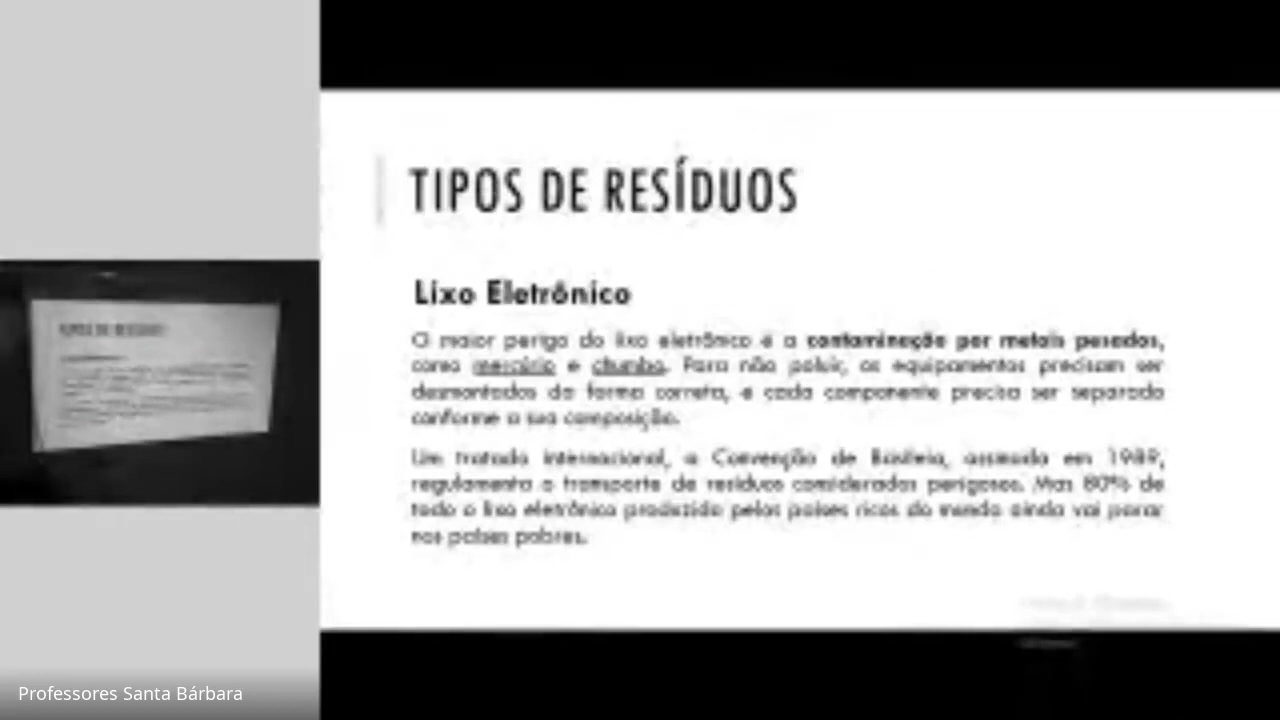 TIPOS DE RESÍDUOS
Lixo Eletrônico
O maior perigo do lixo eletrônico é a contaminação por metais pesados,
como mercúrio e chumbo. Para não poluir, os equipamentos precisam ser
desmontados da forma correta, e cada componente precisa ser separado
conforme a sua composição.
Um tratado internacional, a Convenção de Basileia, assinada em 1989,
regulamenta o transporte de resíduos considerados perigosos. Mas 80% de
todo o lixo eletrônico produzido pelos países ricos do mundo ainda vai parar
nos países pobres.
Professores Santa Bárbara